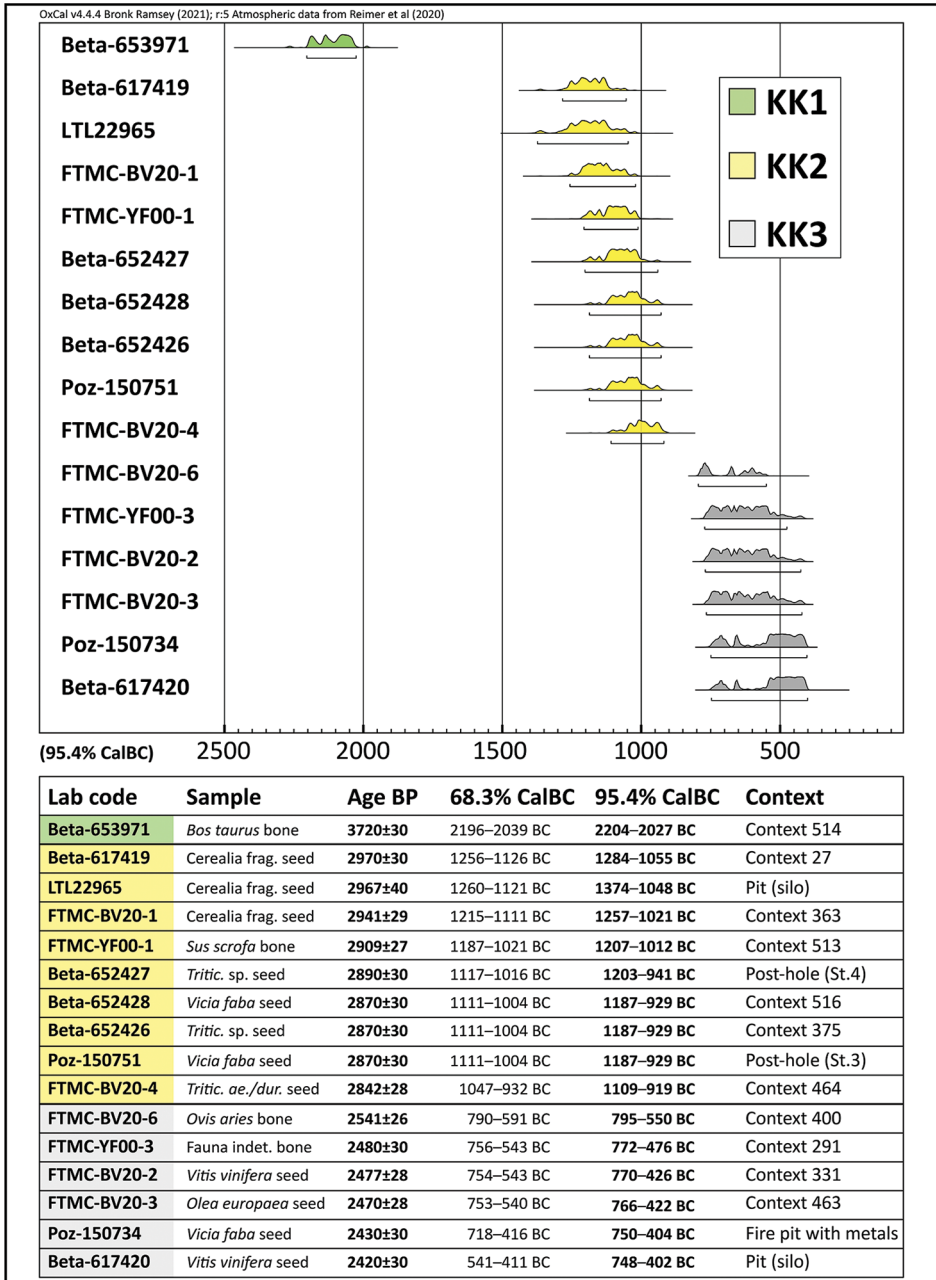 OxCal v4.4.4 Bronk Ramsey (2021); r:5 Atmospheric data from Reimer et al (2020)
Beta-653971
Beta-617419
LTL22965
FTMC-BV20-1
FTMC-YF00-1
Beta-652427
Beta-652428
Beta-652426
Poz-150751
FTMC-BV20-4
FTMC-BV20-6
FTMC-YF00-3
FTMC-BV20-2
FTMC-BV20-3
Poz-150734
Beta-617420
KK1
KK2
KK3
(95.4% CalBC) 2500 2000 1500 1000 500
Lab code Sample Age BP 68.3% CalBC 95.4% CalBC Context
Beta-653971 Bos taurus bone 3720±30 2196–2039 BC 2204–2027 BC Context 514
Beta-617419 Cerealia frag. seed 2970±30 1256–1126 BC 1284–1055 BC Context 27
LTL22965 Cerealia frag. seed 2967±40 1260–1121 BC 1374–1048 BC Pit (silo)
FTMC-BV20-1 Cerealia frag. seed 2941±29 1215–1111 BC 1257–1021 BC Context 363
FTMC-YF00-1 Sus scrofa bone 2909±27 1187–1021 BC 1207–1012 BC Context 513
Beta-652427 Tritic. sp. seed 2890±30 1117–1016 BC 1203–941 BC Post-hole (St.4)
Beta-652428 Vicia faba seed 2870±30 1111–1004 BC 1187–929 BC Context 516
Beta-652426 Tritic. sp. seed 2870±30 1111–1004 BC 1187–929 BC Context 375
Poz-150751 Vicia faba seed 2870±30 1111–1004 BC 1187–929 BC Post-hole (St.3)
FTMC-BV20-4 Tritic. ae./dur. seed 2842±28 1047–932 BC 1109–919 BC Context 464
FTMC-BV20-6 Ovis aries bone 2541±26 790–591 BC 795–550 BC Context 400
FTMC-YF00-3 Fauna indet. bone 2480±30 756–543 BC 772–476 BC Context 291
FTMC-BV20-2 Vitis vinifera seed 2477±28 754–543 BC 770–426 BC Context 331
FTMC-BV20-3 Olea europaea seed 2470±28 753–540 BC 766–422 BC Context 463
Poz-150734 Vicia faba seed 2430±30 718–416 BC 750–404 BC Fire pit with metals
Beta-617420 Vitis vinifera seed 2420±30 541–411 BC 748–402 BC Pit (silo)